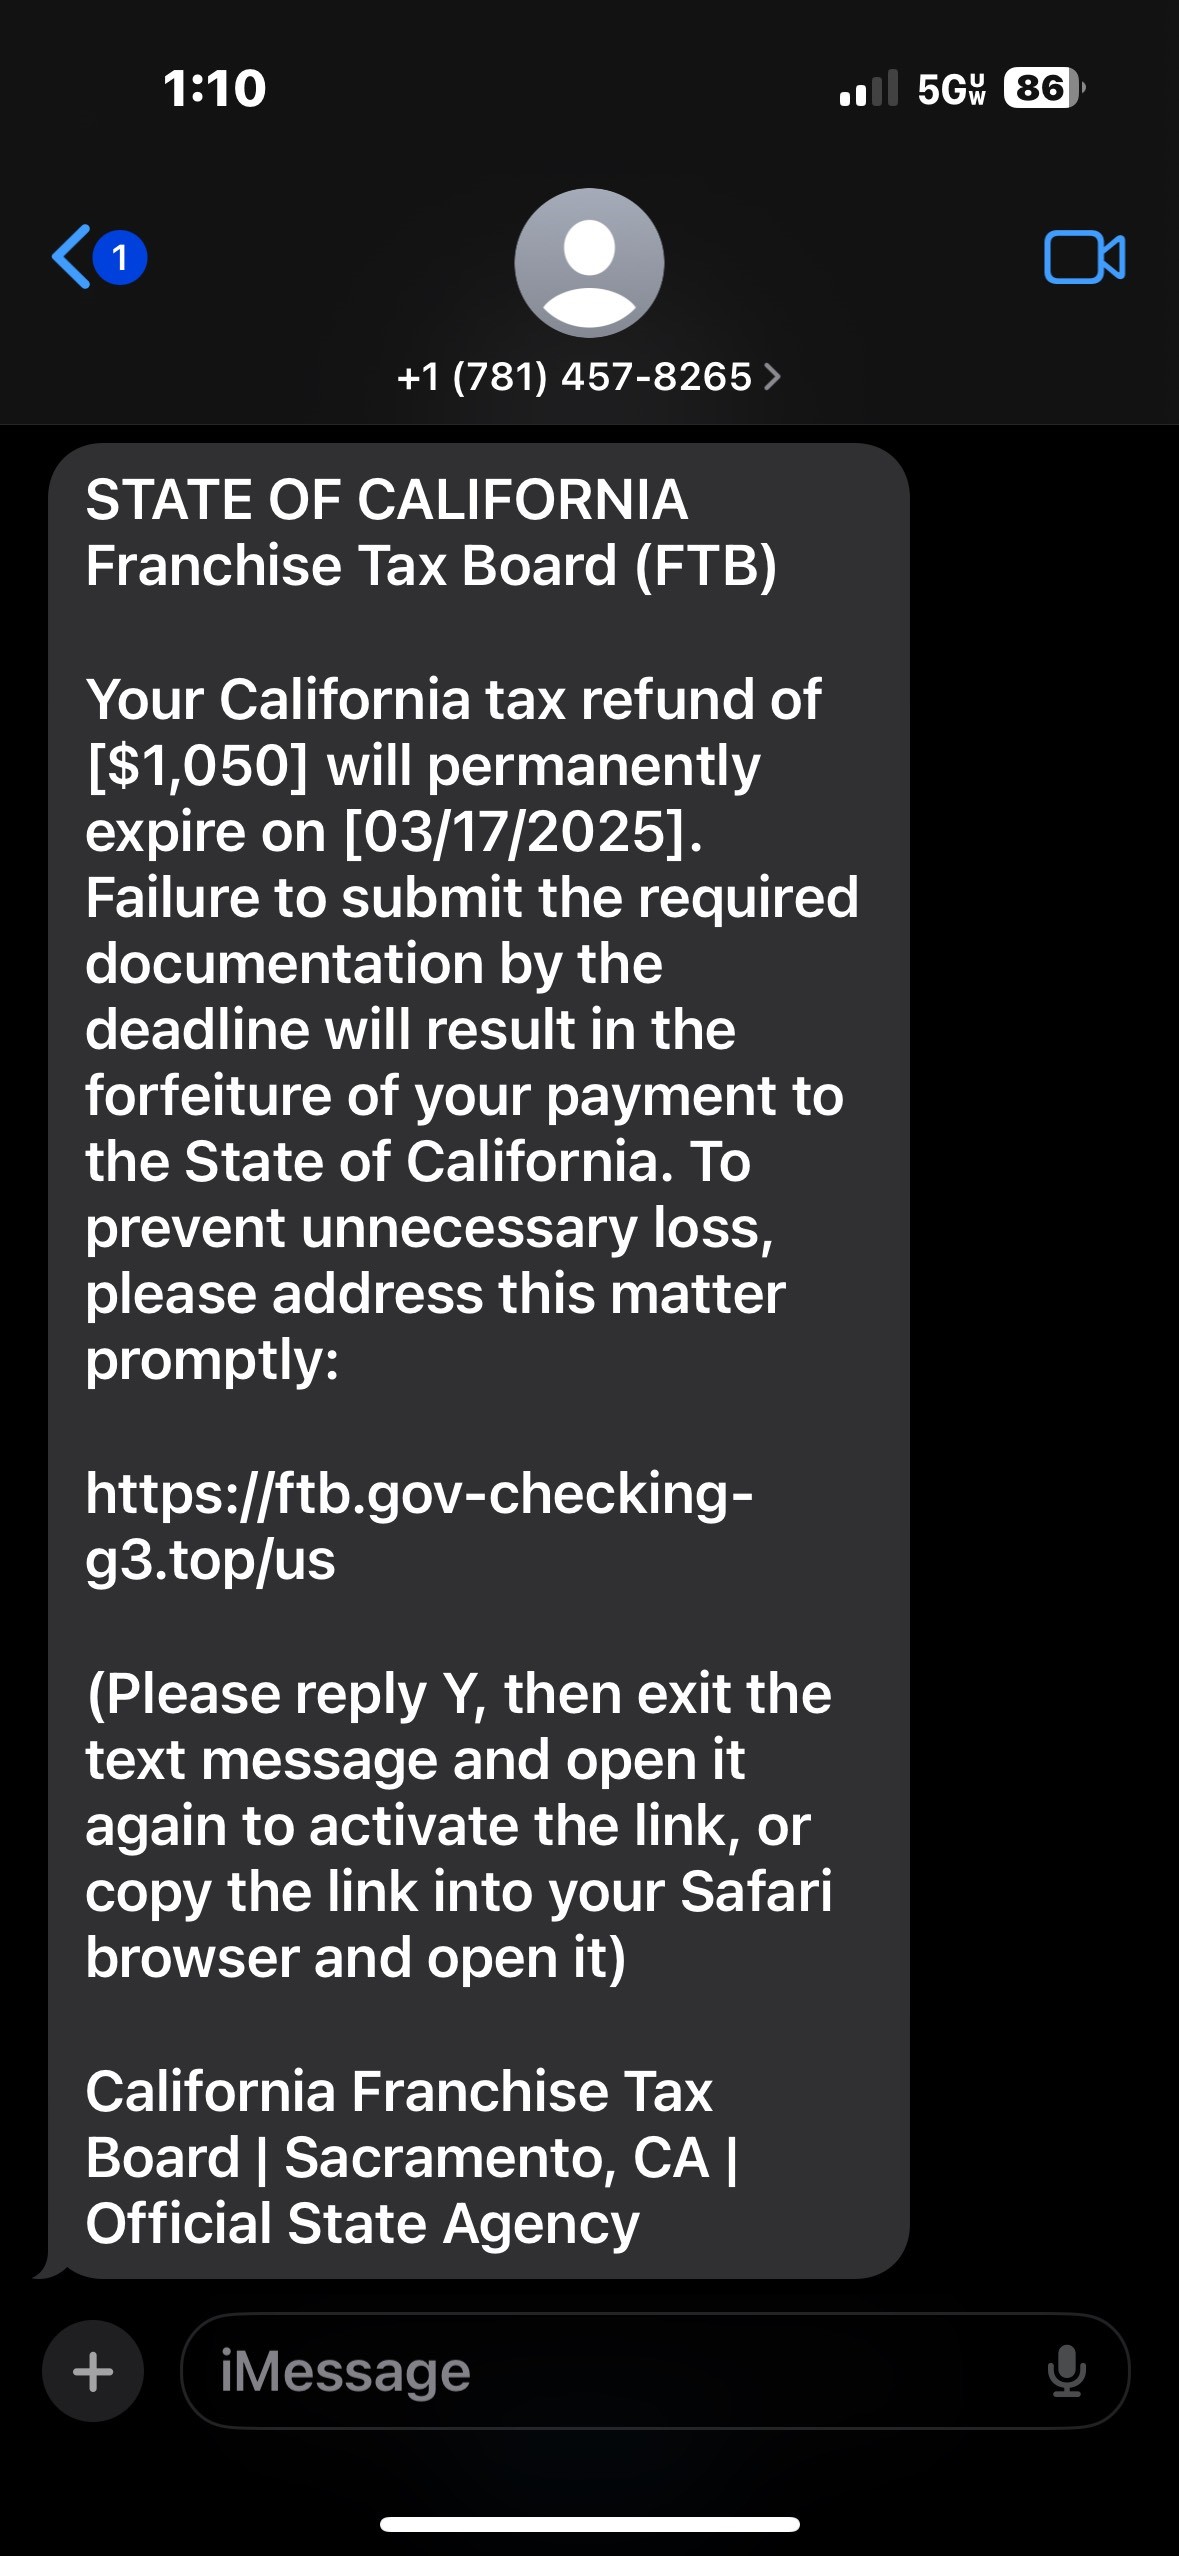 1:10
5GUW 86
1
+1 (781) 457-8265
STATE OF CALIFORNIA
Franchise Tax Board (FTB)
Your California tax refund of
[$1,050] will permanently
expire on [03/17/2025].
Failure to submit the required
documentation by the
deadline will result in the
forfeiture of your payment to
the State of California. To
prevent unnecessary loss,
please address this matter
promptly:
https://ftb.gov-checking-
g3.top/us
(Please reply Y, then exit the
text message and open it
again to activate the link, or
copy the link into your Safari
browser and open it)
California Franchise Tax
Board | Sacramento, CA |
Official State Agency
iMessage